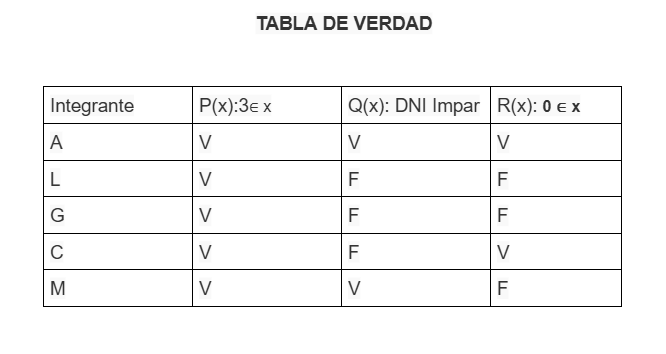 TABLA DE VERDAD
Integrante P(x):3∈ x Q(x): DNI Impar R(x): 0 ∈ x
A V V V
L V F F
G V F F
C V F V
M V V F